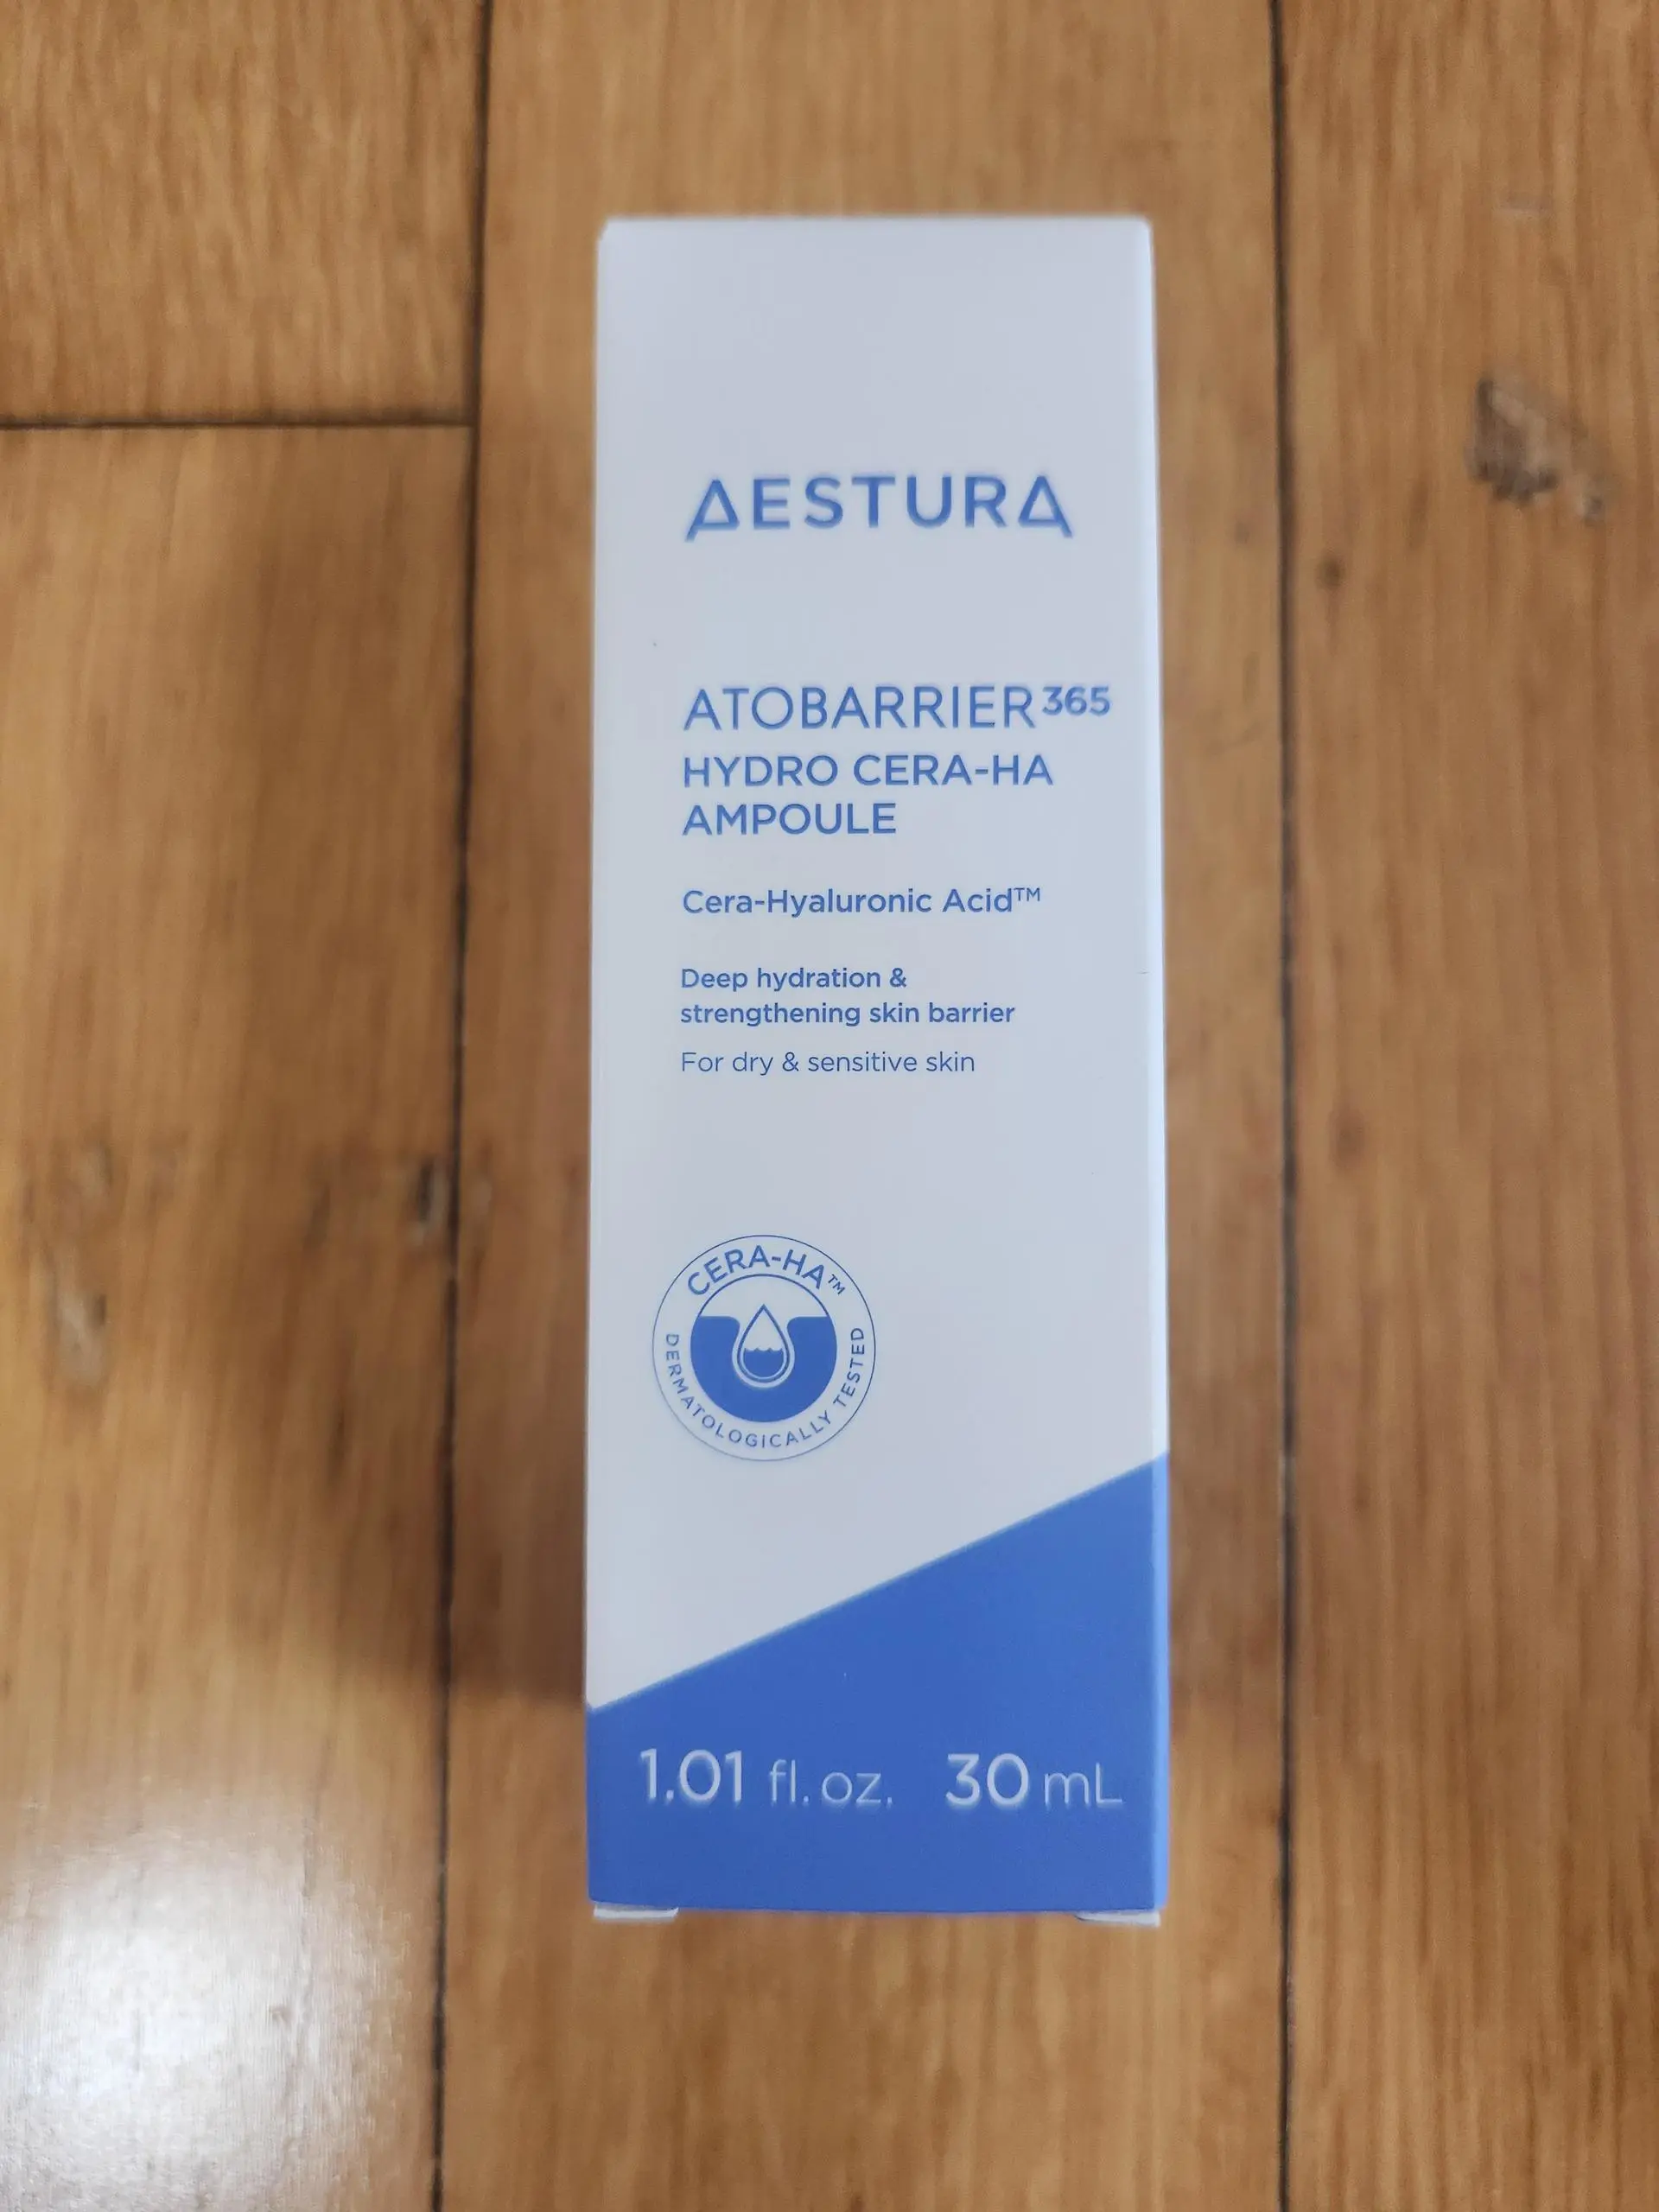 AESTURA
ATOBARRIER365
HYDRO CERA-HA
AMPOULE
Cera-Hyaluronic Acid™
Deep hydration &
strengthening skin barrier
For dry & sensitive skin
CERA-HA™
DERMATOLOGICALLY TESTED
1.01 fl. oz. 30 mL